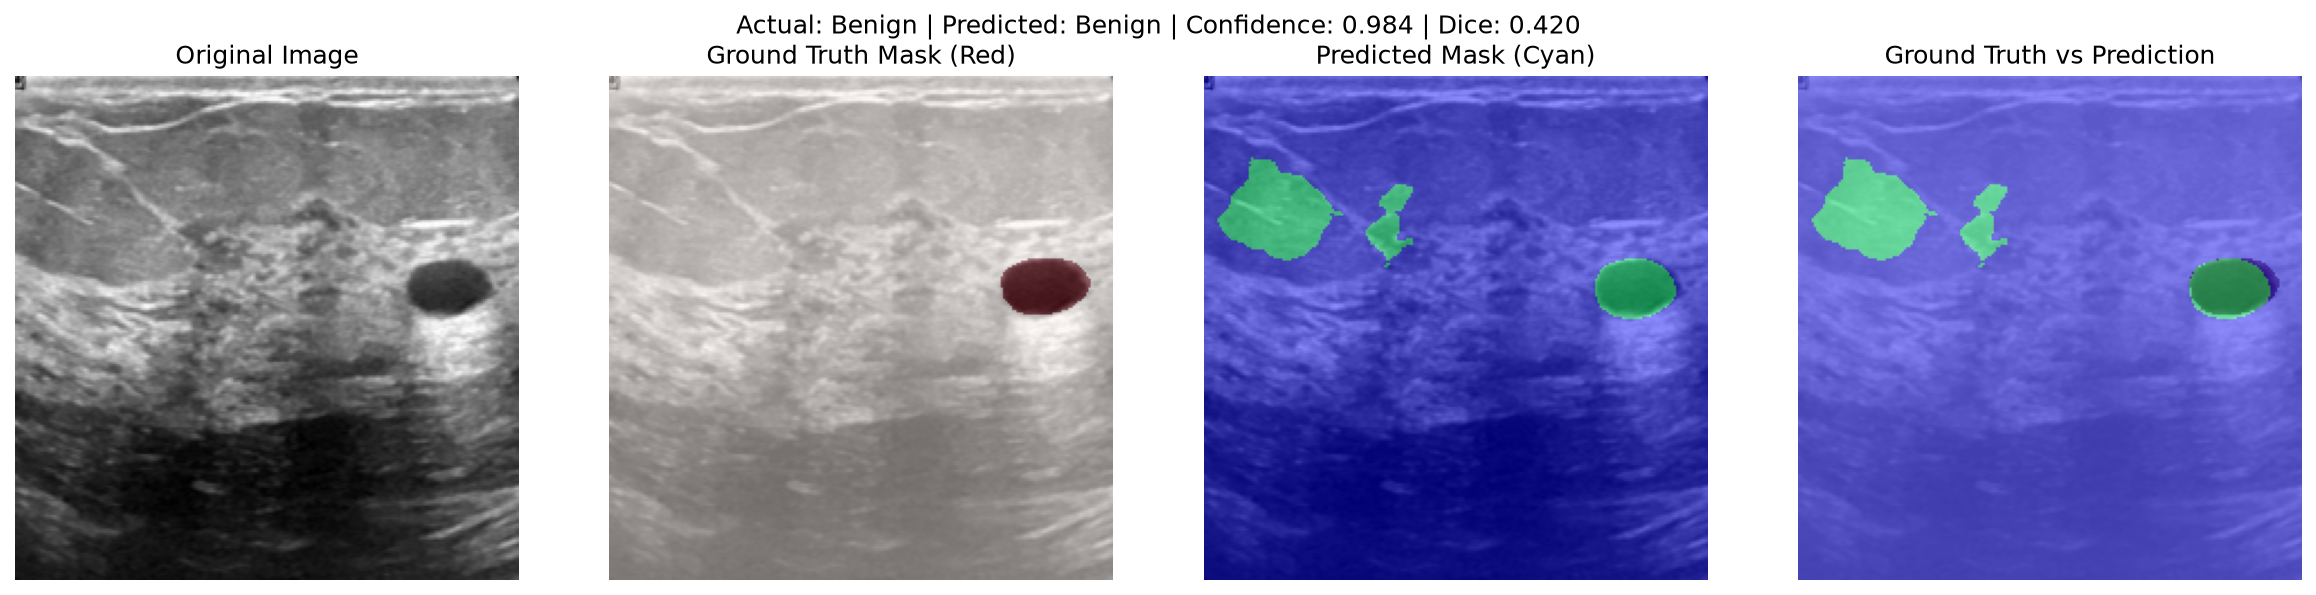 Actual: Benign | Predicted: Benign | Confidence: 0.984 | Dice: 0.420
Original Image
Ground Truth Mask (Red)
Predicted Mask (Cyan)
Ground Truth vs Prediction